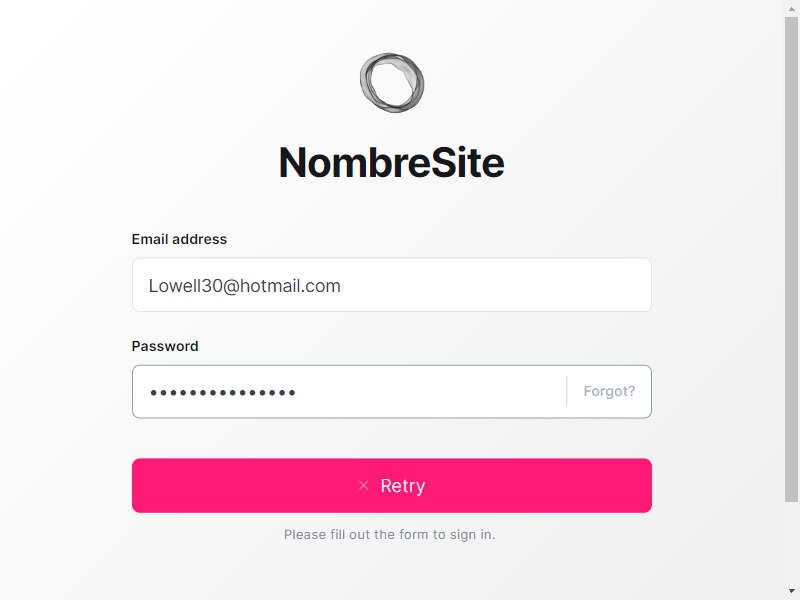 NombreSite
Email address
Lowell30@hotmail.com
Password
•••••••••••••••
Forgot?
Retry
Please fill out the form to sign in.